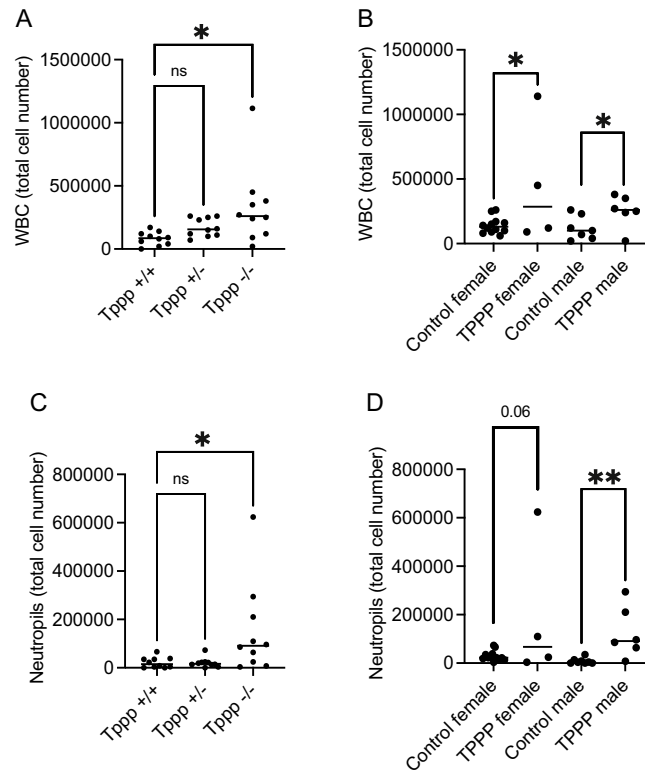 A
WBC (total cell number)
1500000
1000000
500000
0
*
ns
Tppp +/+
Tppp +/-
Tppp -/-
B
WBC (total cell number)
1500000
1000000
500000
0
*
*
Control female
TPPP female
Control male
TPPP male
C
Neutropils (total cell number)
800000
600000
400000
200000
0
*
ns
Tppp +/+
Tppp +/-
Tppp -/-
D
Neutropils (total cell number)
800000
600000
400000
200000
0
0.06
**
Control female
TPPP female
Control male
TPPP male